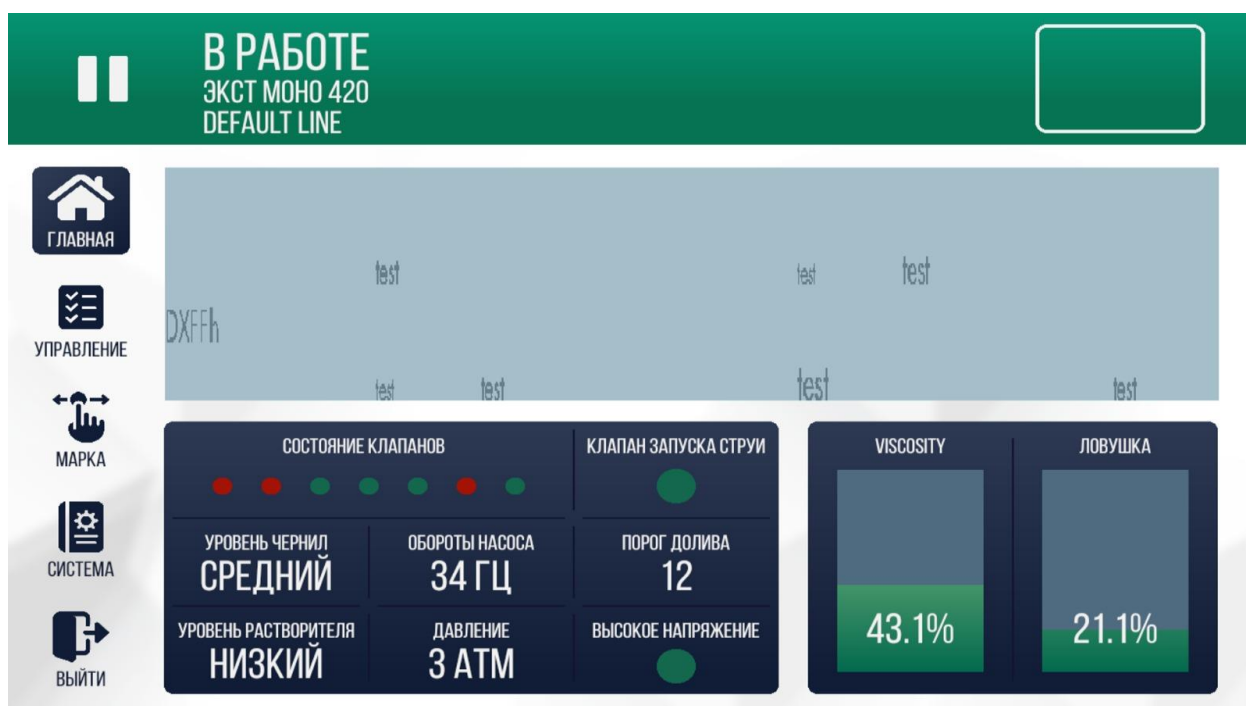 В РАБОТЕ
ЭКСТ МОНО 420
DEFAULT LINE
ГЛАВНАЯ
УПРАВЛЕНИЕ
МАРКА
СИСТЕМА
ВЫЙТИ
test
test
test
DXFFh
test
test
test
test
СОСТОЯНИЕ КЛАПАНОВ
КЛАПАН ЗАПУСКА СТРУИ
УРОВЕНЬ ЧЕРНИЛ
СРЕДНИЙ
ОБОРОТЫ НАСОСА
34 ГЦ
ПОРОГ ДОЛИВА
12
УРОВЕНЬ РАСТВОРИТЕЛЯ
НИЗКИЙ
ДАВЛЕНИЕ
3 АТМ
ВЫСОКОЕ НАПРЯЖЕНИЕ
VISCOSITY
43.1%
ЛОВУШКА
21.1%